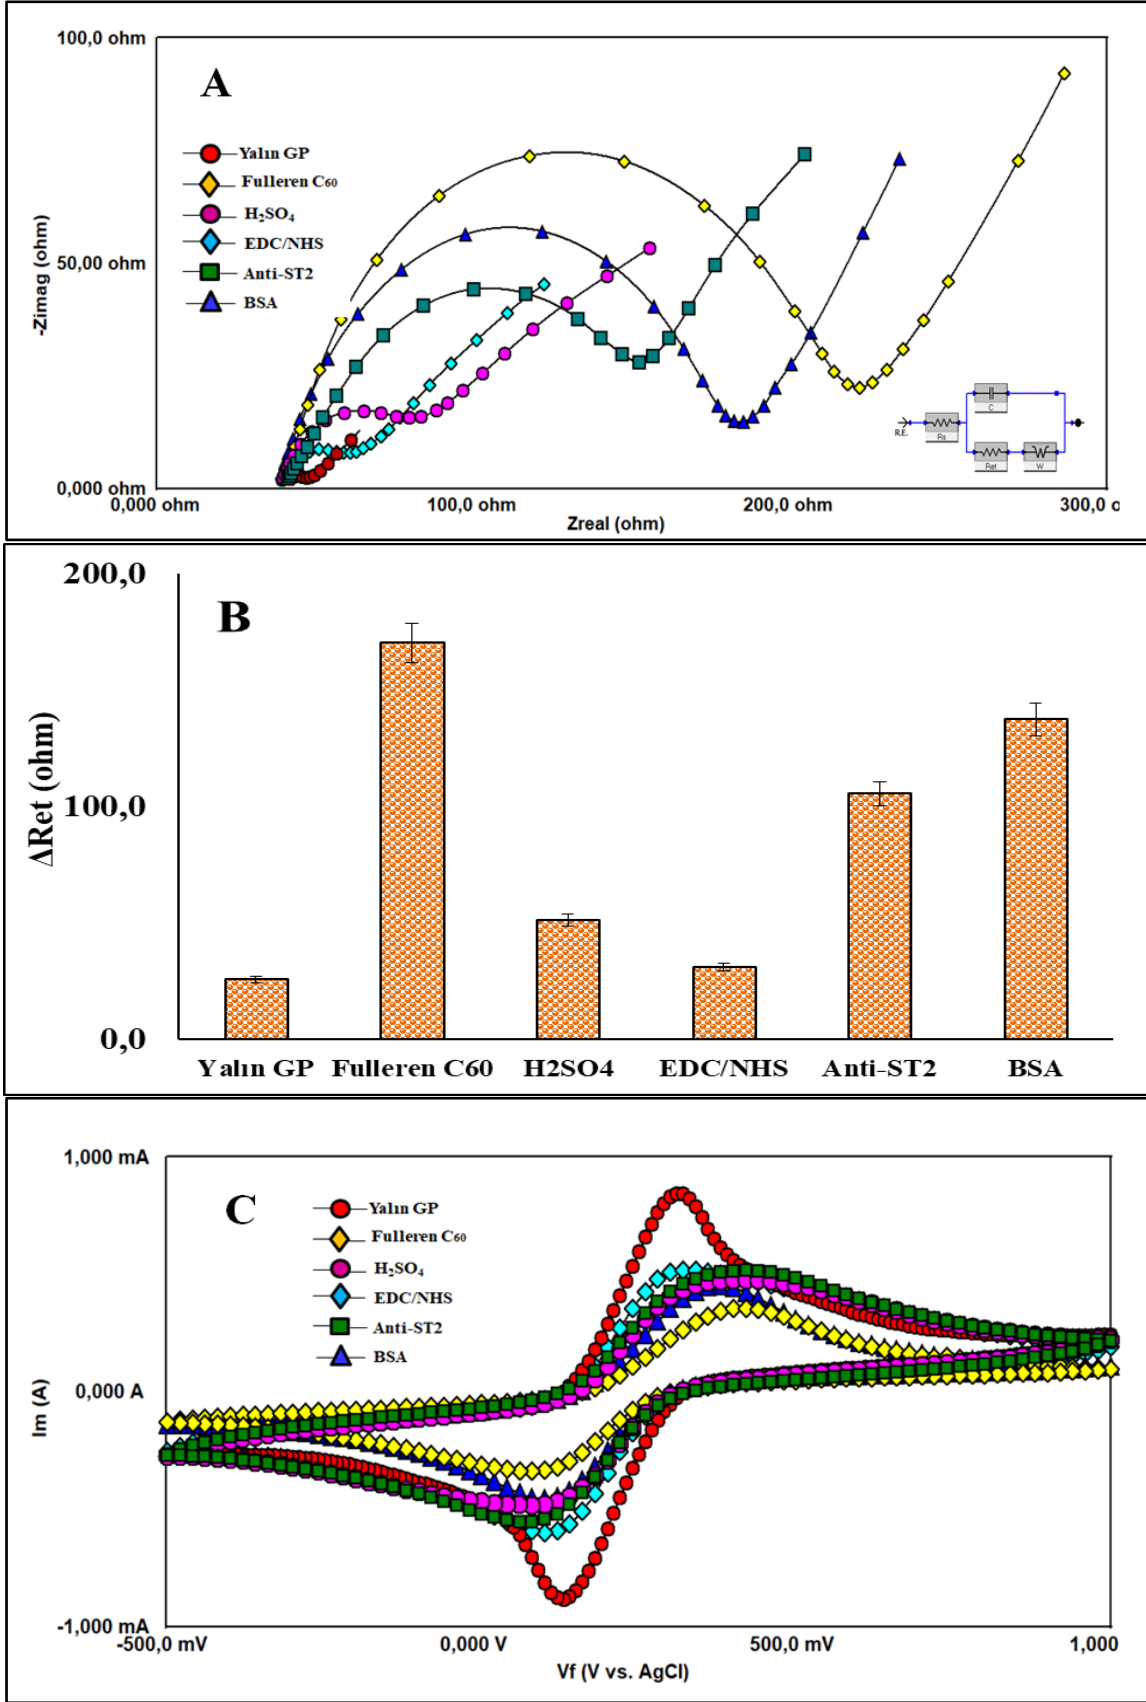 100,0 ohm
A
Yalın GP
Fulleren C60
H2SO4
EDC/NHS
Anti-ST2
BSA
50,00 ohm
-Zimag (ohm)
C
R.E.
Rs
Ret
W
0,000 ohm
0,000 ohm
100,0 ohm
200,0 ohm
300,0 o
Zreal (ohm)
200,0
B
100,0
ΔRet (ohm)
0,0
Yalın GP
Fulleren C60
H2SO4
EDC/NHS
Anti-ST2
BSA
1,000 mA
C
Yalın GP
Fulleren C60
H2SO4
EDC/NHS
Anti-ST2
BSA
0,000 A
Im (A)
-1,000 mA
-500,0 mV
0,000 V
500,0 mV
1,000
Vf (V vs. AgCl)